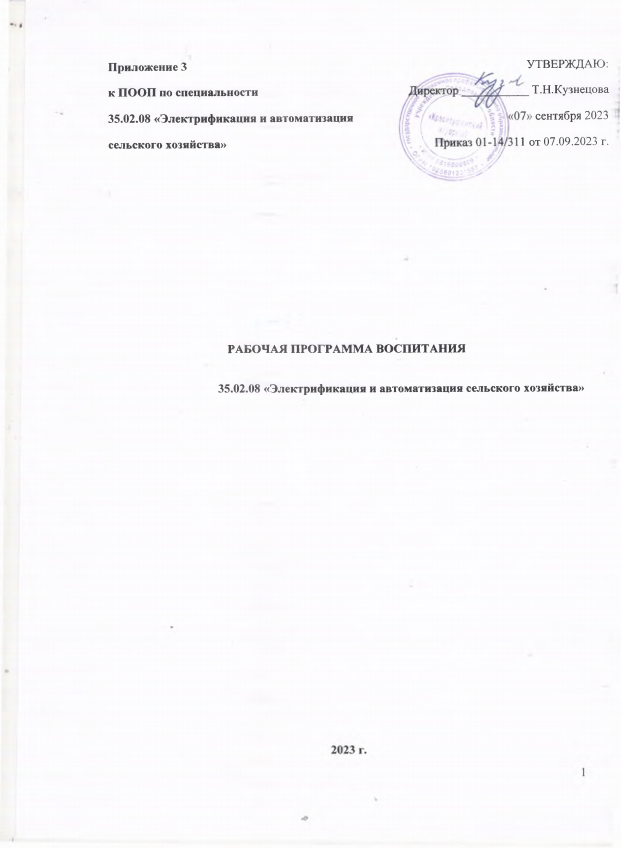 Приложение 3
к ПООП по специальности
35.02.08 «Электрификация и автоматизация
сельского хозяйства»
УТВЕРЖДАЮ:
Директор ____________ Т.Н.Кузнецова
«07» сентября 2023
Приказ 01-14/311 от 07.09.2023 г.
РАБОЧАЯ ПРОГРАММА ВОСПИТАНИЯ
35.02.08 «Электрификация и автоматизация сельского хозяйства»
2023 г.
1